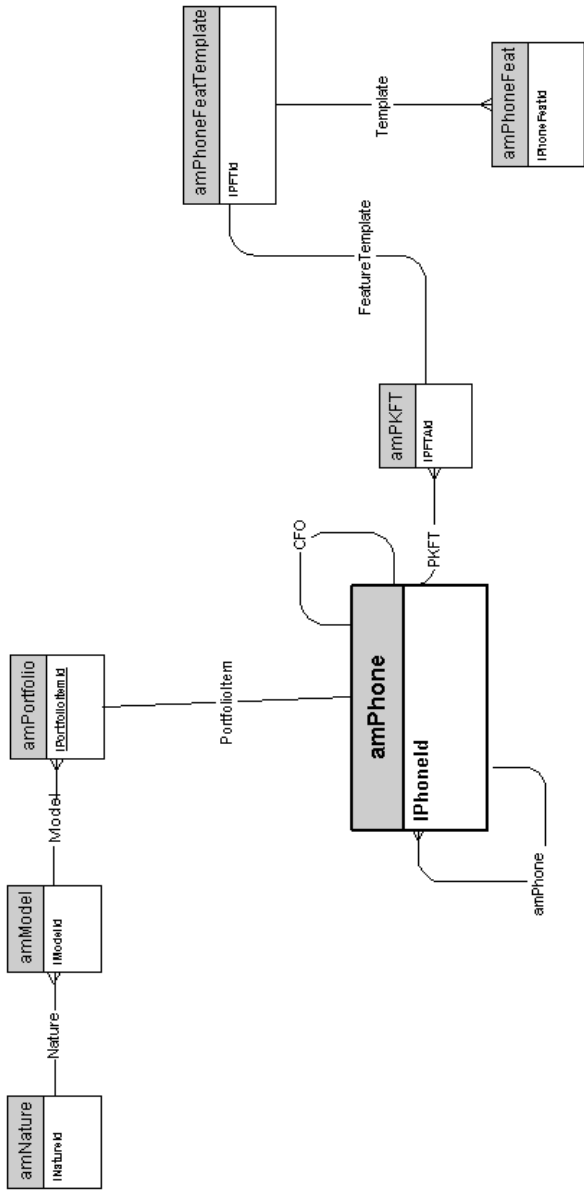 amNature
lNatureId
Nature
amModel
lModelId
Model
amPortfolio
lPortfolioItemId
PortfolioItem
amPhone
lPhoneId
amPhone
CFO
PKFT
amPKFT
lPFTAId
FeatureTemplate
amPhoneFeatTemplate
lPFTId
Template
amPhoneFeat
lPhoneFeatId